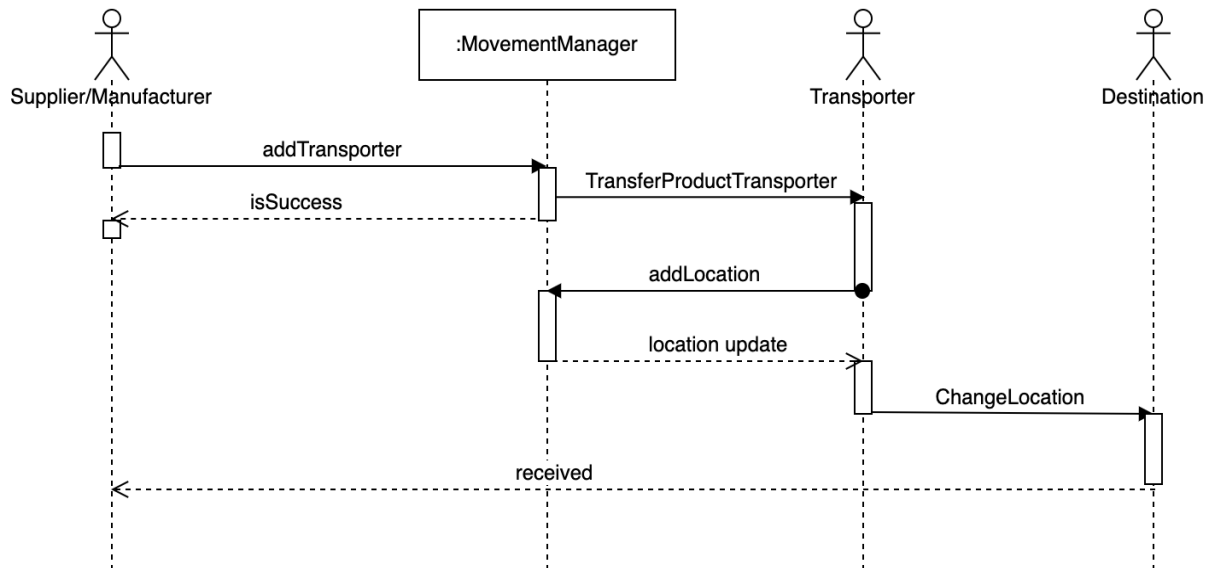 :MovementManager
Supplier/Manufacturer
Transporter
Destination
addTransporter
TransferProductTransporter
isSuccess
addLocation
location update
ChangeLocation
received